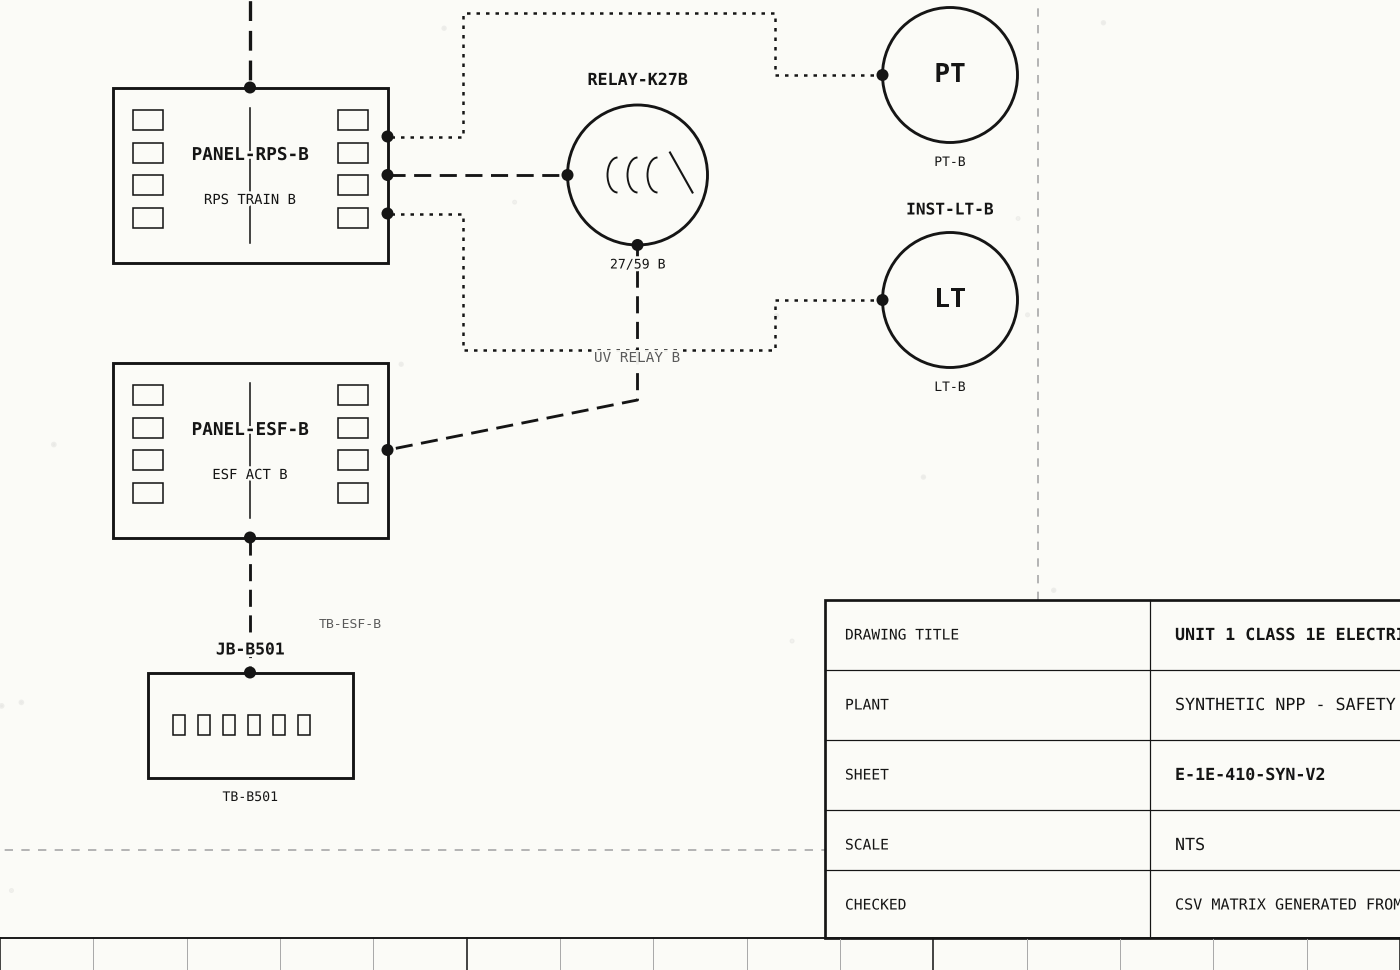 PT
PT-B
RELAY-K27B
27/59 B
PANEL-RPS-B
RPS TRAIN B
INST-LT-B
LT
LT-B
UV RELAY B
PANEL-ESF-B
ESF ACT B
TB-ESF-B
JB-B501
TB-B501
DRAWING TITLE
UNIT 1 CLASS 1E ELECTRI
PLANT
SYNTHETIC NPP - SAFETY
SHEET
E-1E-410-SYN-V2
SCALE
NTS
CHECKED
CSV MATRIX GENERATED FROM